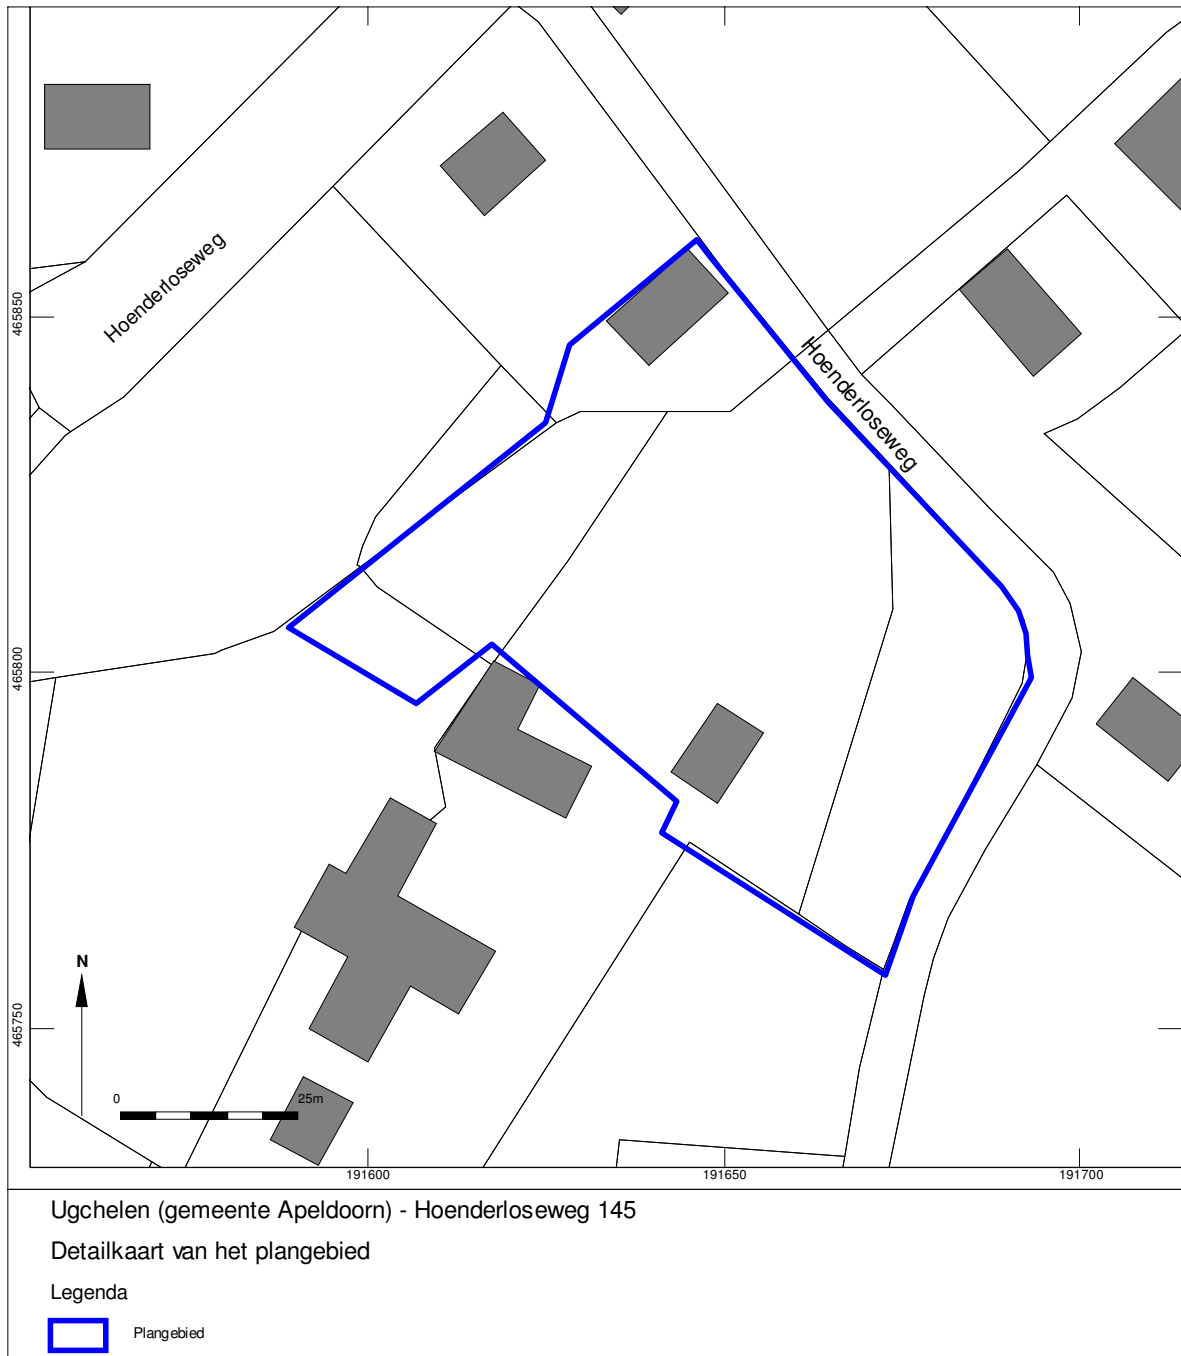 Hoenderloseweg
Hoenderloseweg
465850
465800
465750
N
0 25m
191600 191650 191700
Ugchelen (gemeente Apeldoorn) - Hoenderloseweg 145
Detailkaart van het plangebied
Legenda
Plangebied